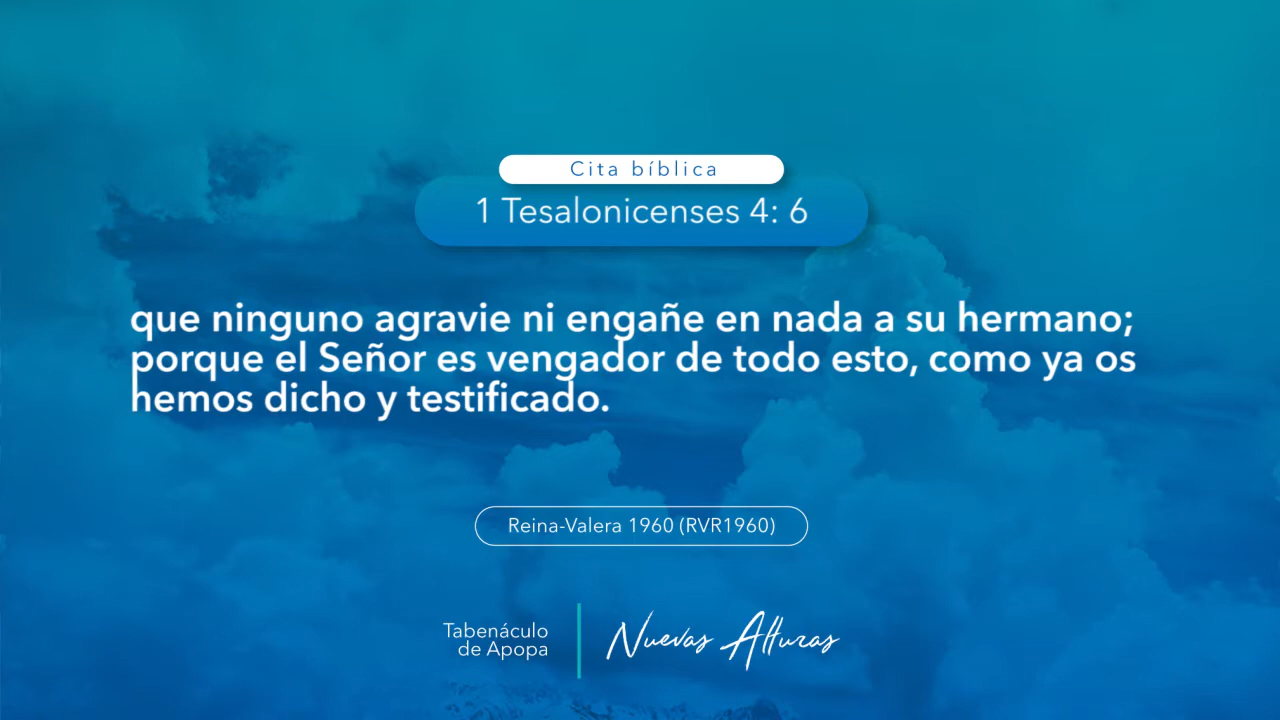 Cita bíblica
1 Tesalonicenses 4: 6
que ninguno agravie ni engañe en nada a su hermano;
porque el Señor es vengador de todo esto, como ya os
hemos dicho y testificado.
Reina-Valera 1960 (RVR1960)
Tabenáculo
de Apopa
Nuevas Alturas